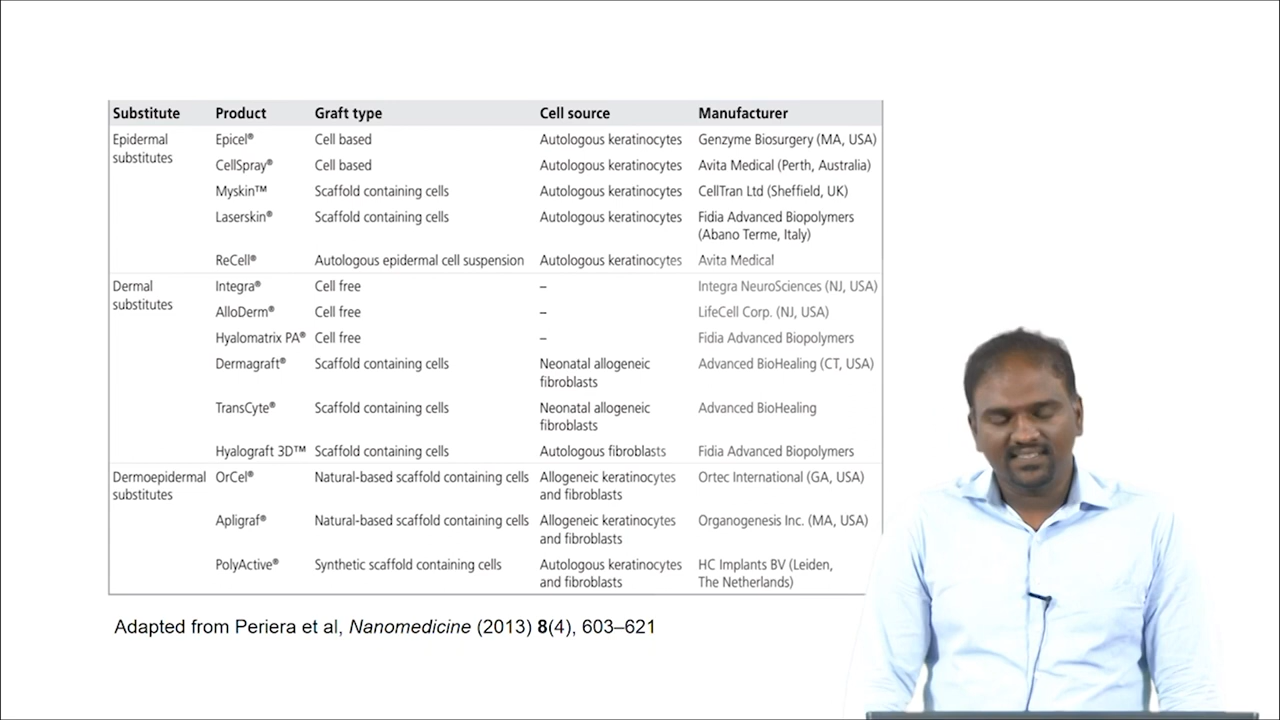 Substitute Product Graft type Cell source Manufacturer
Epidermal substitutes Epicel® Cell based Autologous keratinocytes Genzyme Biosurgery (MA, USA)
CellSpray® Cell based Autologous keratinocytes Avita Medical (Perth, Australia)
Myskin™ Scaffold containing cells Autologous keratinocytes CellTran Ltd (Sheffield, UK)
Laserskin® Scaffold containing cells Autologous keratinocytes Fidia Advanced Biopolymers (Abano Terme, Italy)
ReCell® Autologous epidermal cell suspension Autologous keratinocytes Avita Medical
Dermal substitutes Integra® Cell free – Integra NeuroSciences (NJ, USA)
AlloDerm® Cell free – LifeCell Corp. (NJ, USA)
Hyalomatrix PA® Cell free – Fidia Advanced Biopolymers
Dermagraft® Scaffold containing cells Neonatal allogeneic fibroblasts Advanced BioHealing (CT, USA)
TransCyte® Scaffold containing cells Neonatal allogeneic fibroblasts Advanced BioHealing
Hyalograft 3D™ Scaffold containing cells Autologous fibroblasts Fidia Advanced Biopolymers
Dermoepidermal substitutes OrCel® Natural-based scaffold containing cells Allogeneic keratinocytes and fibroblasts Ortec International (GA, USA)
Apligraf® Natural-based scaffold containing cells Allogeneic keratinocytes and fibroblasts Organogenesis Inc. (MA, USA)
PolyActive® Synthetic scaffold containing cells Autologous keratinocytes and fibroblasts HC Implants BV (Leiden, The Netherlands)
Adapted from Periera et al, Nanomedicine (2013) 8(4), 603–621